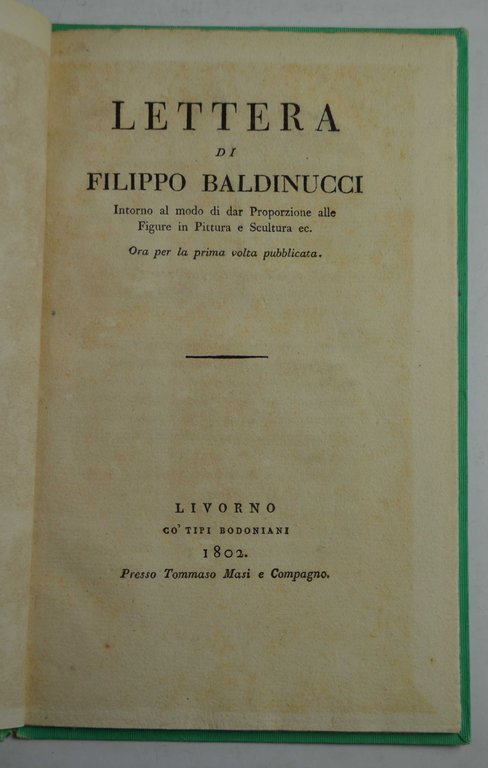 LETTERA
DI
FILIPPO BALDINUCCI
Intorno al modo di dar Proporzione alle
Figure in Pittura e Scultura ec.
Ora per la prima volta pubblicata.
LIVORNO
CO' TIPI BODONIANI
1802.
Presso Tommaso Masi e Compagno.